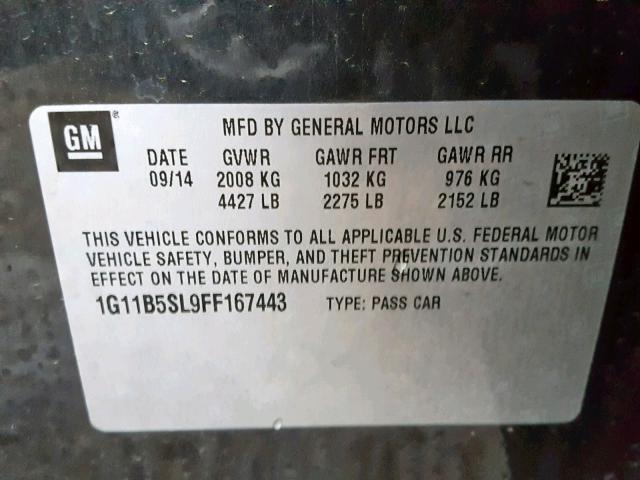 GM®
MFD BY GENERAL MOTORS LLC
DATE GVWR GAWR FRT GAWR RR
09/14 2008 KG 1032 KG 976 KG
4427 LB 2275 LB 2152 LB
THIS VEHICLE CONFORMS TO ALL APPLICABLE U.S. FEDERAL MOTOR
VEHICLE SAFETY, BUMPER, AND THEFT PREVENTION STANDARDS IN
EFFECT ON THE DATE OF MANUFACTURE SHOWN ABOVE.
1G11B5SL9FF167443 TYPE: PASS CAR